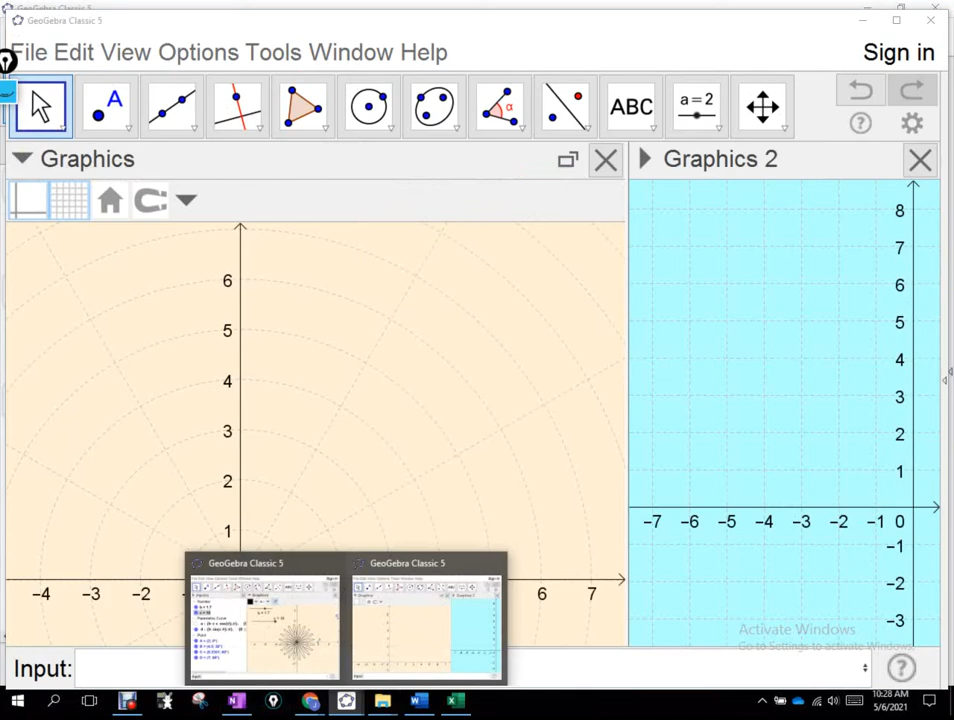 GeoGebra Classic 5
File Edit View Options Tools Window Help
Sign in
A
α
ABC
a = 2
Graphics
Graphics 2
6
5
4
3
2
1
−4 −3 −2 6 7
8
7
6
5
4
3
2
1
−7 −6 −5 −4 −3 −2 −1 0
−1
−2
−3
GeoGebra Classic 5
GeoGebra Classic 5
Activate Windows
Go to Settings to activate Windows.
Input:
10:28 AM
5/6/2021